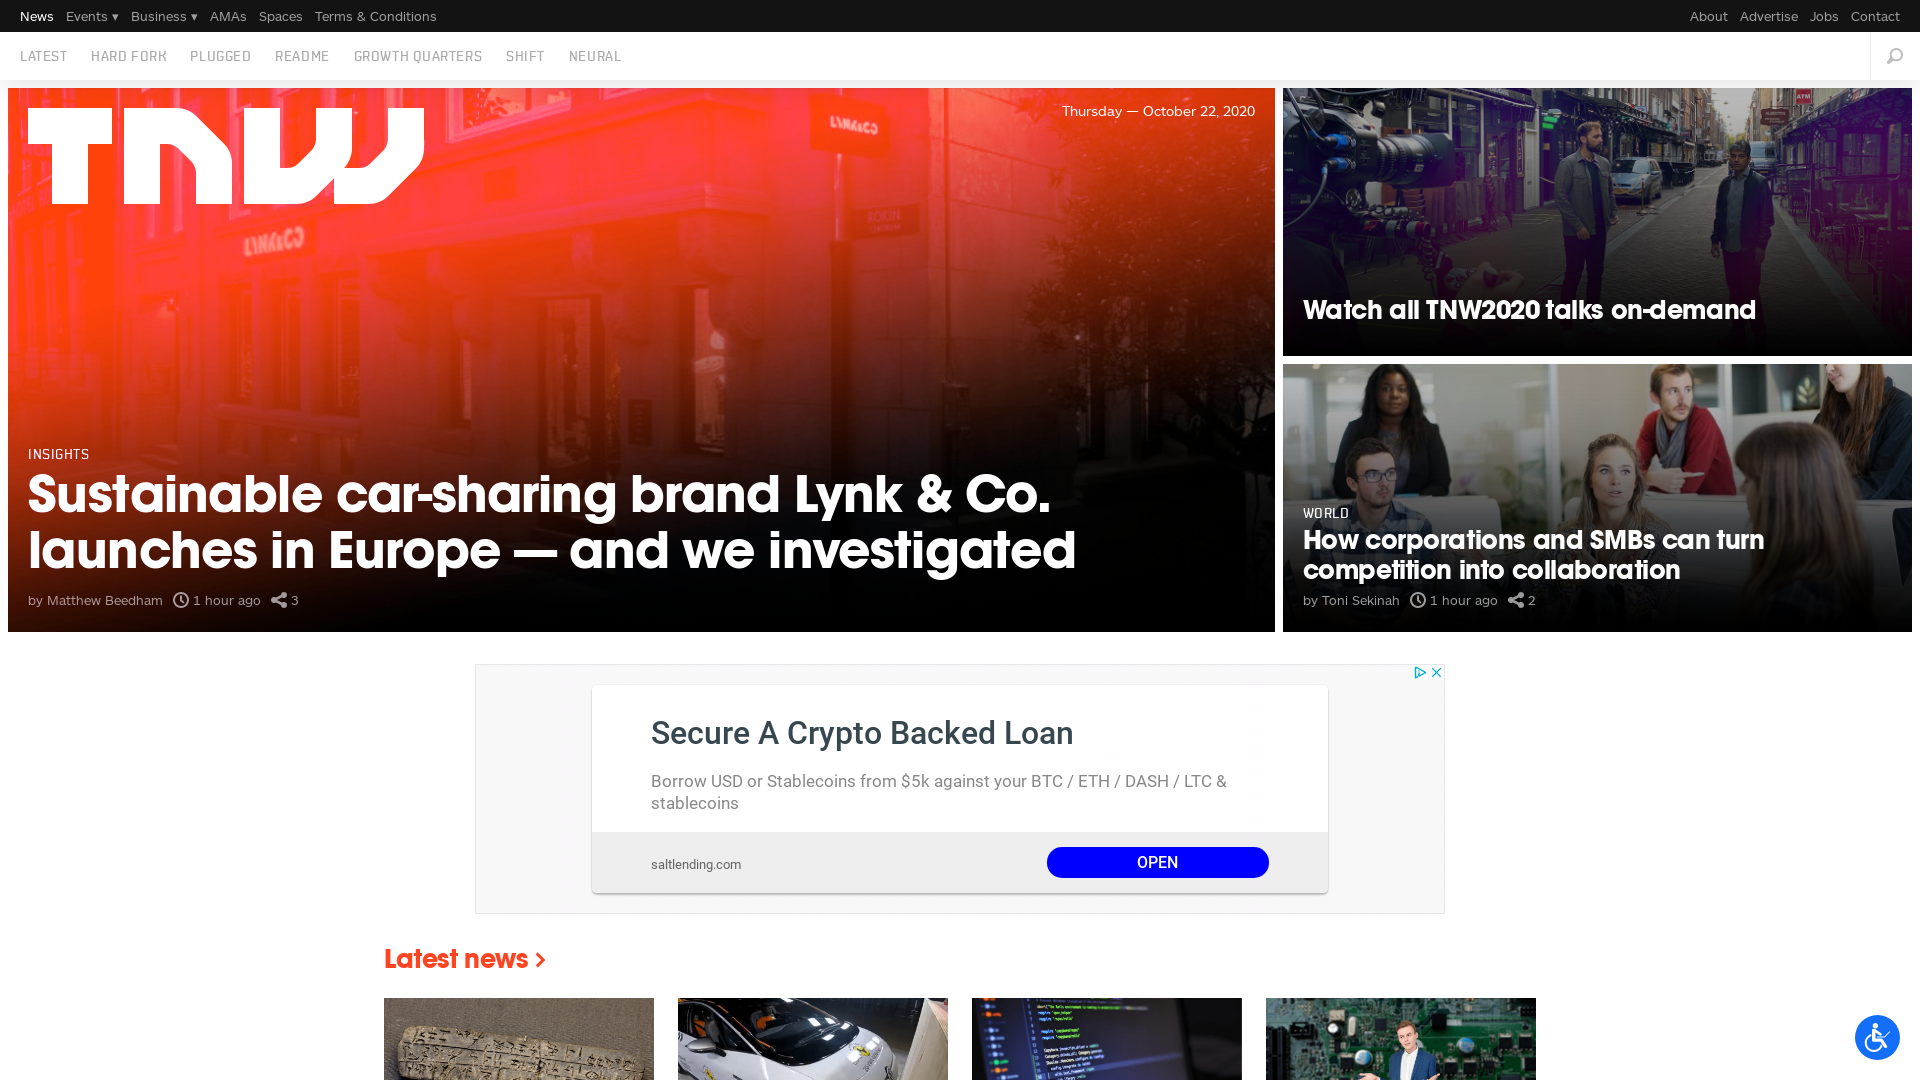 News Events ▾ Business ▾ AMAs Spaces Terms & Conditions About Advertise Jobs Contact
LATEST HARD FORK PLUGGED README GROWTH QUARTERS SHIFT NEURAL
TNW
Thursday — October 22, 2020
LYNK&CO
LYNK&CO
ROKIN
ATM
INSIGHTS
Sustainable car-sharing brand Lynk & Co.
launches in Europe — and we investigated
by Matthew Beedham 1 hour ago 3
Watch all TNW2020 talks on-demand
WORLD
How corporations and SMBs can turn
competition into collaboration
by Toni Sekinah 1 hour ago 2
Secure A Crypto Backed Loan
Borrow USD or Stablecoins from $5k against your BTC / ETH / DASH / LTC &
stablecoins
saltlending.com OPEN
Latest news >